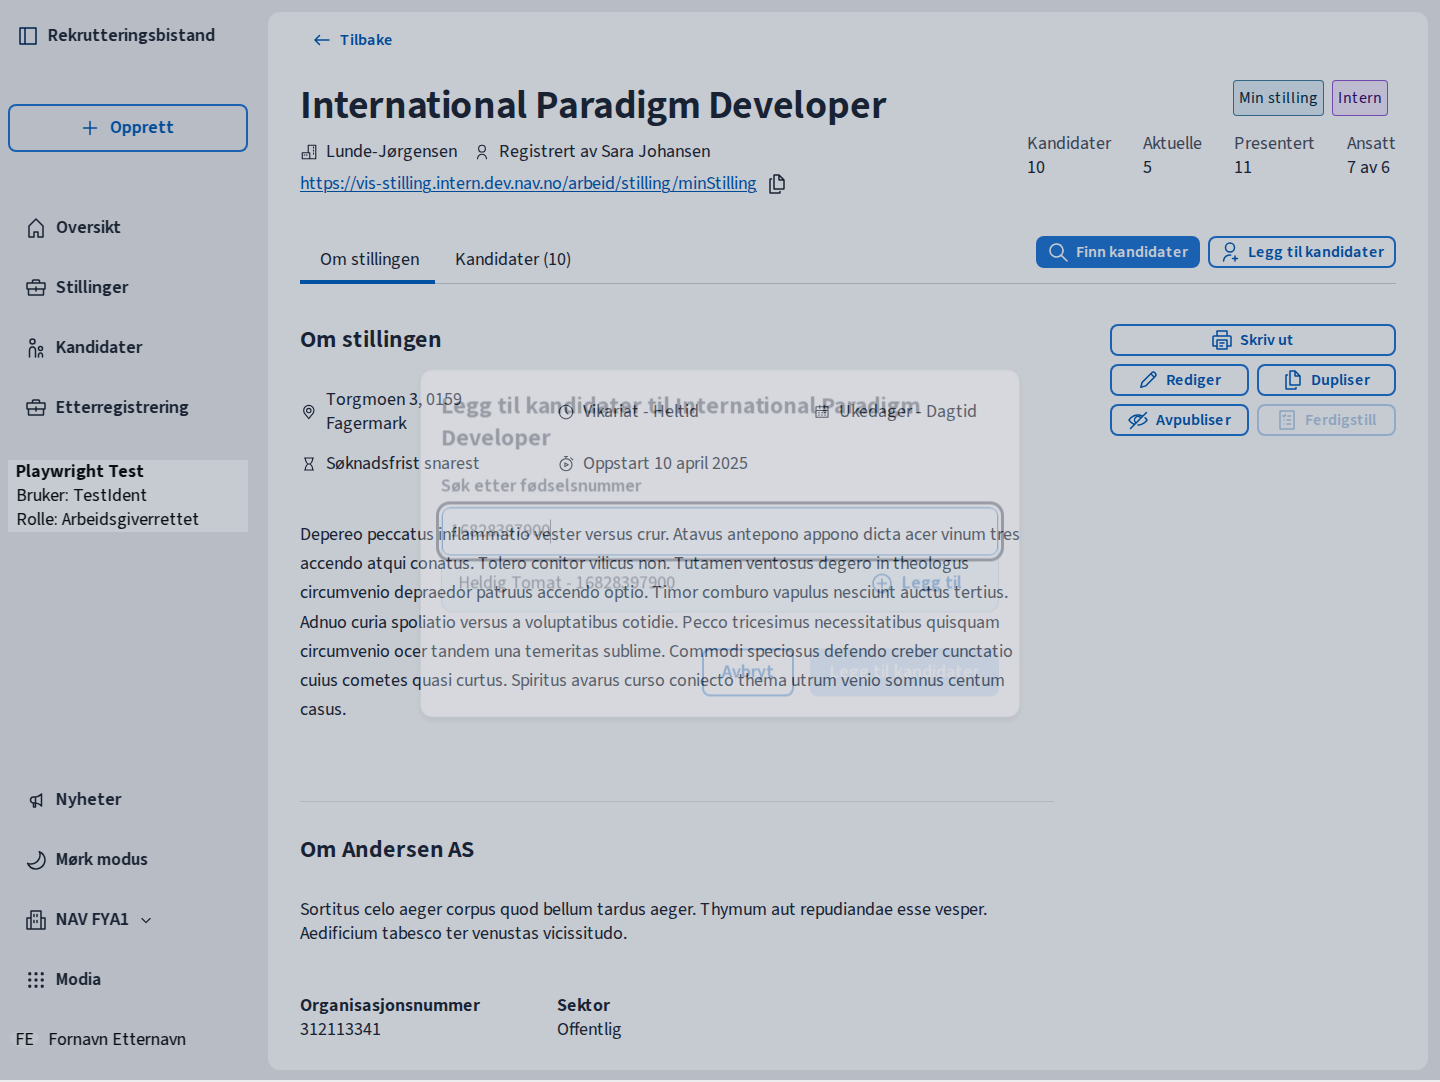 Rekrutteringsbistand
Opprett
Oversikt
Stillinger
Kandidater
Etterregistrering
Playwright Test
Bruker: TestIdent
Rolle: Arbeidsgiverrettet
Nyheter
Mørk modus
NAV FYA1
Modia
FE Fornavn Etternavn
Tilbake
International Paradigm Developer
Min stilling
Intern
Lunde-Jørgensen
Registrert av Sara Johansen
https://vis-stilling.intern.dev.nav.no/arbeid/stilling/minStilling
Kandidater
10
Aktuelle
5
Presentert
11
Ansatt
7 av 6
Om stillingen
Kandidater (10)
Finn kandidater
Legg til kandidater
Om stillingen
Torgmoen 3, 0159
Fagermark
Vikariat - Heltid
Ukedager - Dagtid
Søknadsfrist snarest
Oppstart 10 april 2025
Skriv ut
Rediger
Dupliser
Avpubliser
Ferdigstill
Depereo peccatus inflammatio vester versus crur. Atavus antepono appono dicta acer vinum tres
accendo atqui conatus. Tolero conitor vilicus non. Tutamen ventosus degero in theologus
circumvenio depraedor patruus accendo optio. Timor comburo vapulus nesciunt auctus tertius.
Adnuo curia spoliatio versus a voluptatibus cotidie. Pecco tricesimus necessitatibus quisquam
circumvenio ocer tandem una temeritas sublime. Commodi speciosus defendo creber cunctatio
cuius cometes quasi curtus. Spiritus avarus curso coniecto thema utrum venio somnus centum
casus.
Legg til kandidater til International Paradigm
Developer
Søk etter fødselsnummer
16828397900
Heldig Tomat - 16828397900
Legg til
Avbryt
Legg til kandidater
Om Andersen AS
Sortitus celo aeger corpus quod bellum tardus aeger. Thymum aut repudiandae esse vesper.
Aedificium tabesco ter venustas vicissitudo.
Organisasjonsnummer
312113341
Sektor
Offentlig